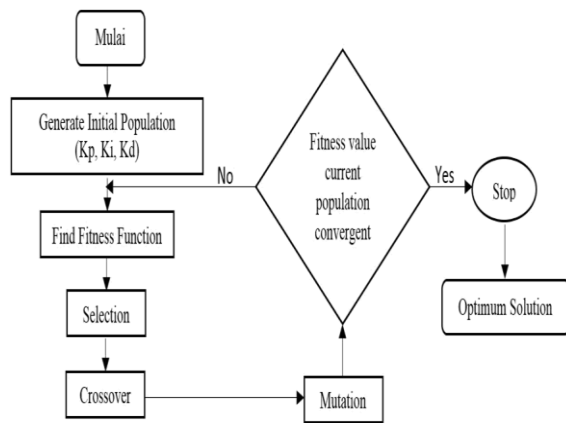 Mulai
Generate Initial Population
(Kp, Ki, Kd)
Find Fitness Function
Selection
Crossover
Mutation
Fitness value
current
population
convergent
No
Yes
Stop
Optimum Solution